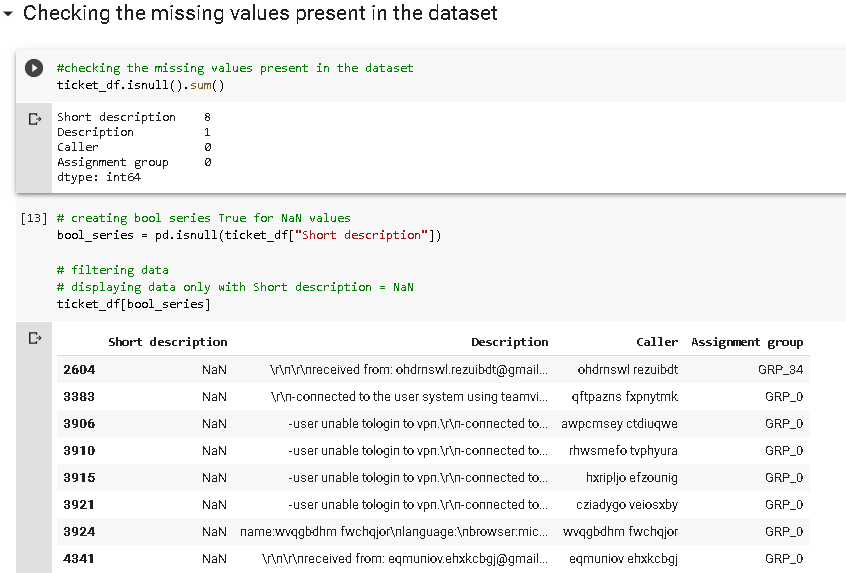 Checking the missing values present in the dataset
#checking the missing values present in the dataset
ticket_df.isnull().sum()
Short description    8
Description          1
Caller               0
Assignment group     0
dtype: int64
[13] # creating bool series True for NaN values
bool_series = pd.isnull(ticket_df["Short description"])
# filtering data
# displaying data only with Short description = NaN
ticket_df[bool_series]
Short description Description Caller Assignment group
2604 NaN \r\n\r\nreceived from: ohdrnswl.rezuibdt@gmail... ohdrnswl rezuibdt GRP_34
3383 NaN \r\n-connected to the user system using teamvi... qftpazns fxpnytmk GRP_0
3906 NaN -user unable tologin to vpn.\r\n-connected to... awpcmsey ctdiuqwe GRP_0
3910 NaN -user unable tologin to vpn.\r\n-connected to... rhwsmefo tvphyura GRP_0
3915 NaN -user unable tologin to vpn.\r\n-connected to... hxripljo efzounig GRP_0
3921 NaN -user unable tologin to vpn.\r\n-connected to... cziadygo veiosxby GRP_0
3924 NaN name:wvqgbdhm fwchqjor\nlanguage:\nbrowser:mic... wvqgbdhm fwchqjor GRP_0
4341 NaN \r\n\r\nreceived from: eqmuniov.ehxkcbgj@gmail... eqmuniov ehxkcbgj GRP_0